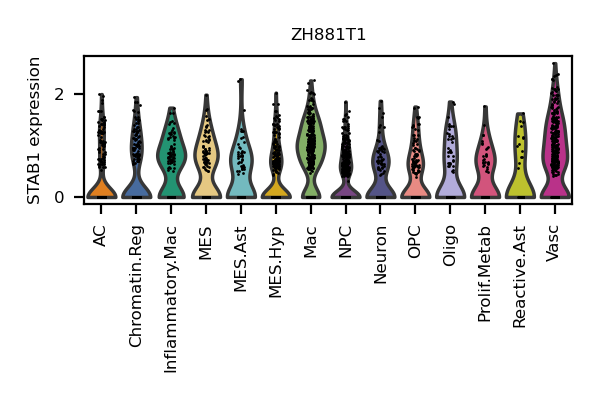 ZH881T1
STAB1 expression
2
0
AC
Chromatin.Reg
Inflammatory.Mac
MES
MES.Ast
MES.Hyp
Mac
NPC
Neuron
OPC
Oligo
Prolif.Metab
Reactive.Ast
Vasc